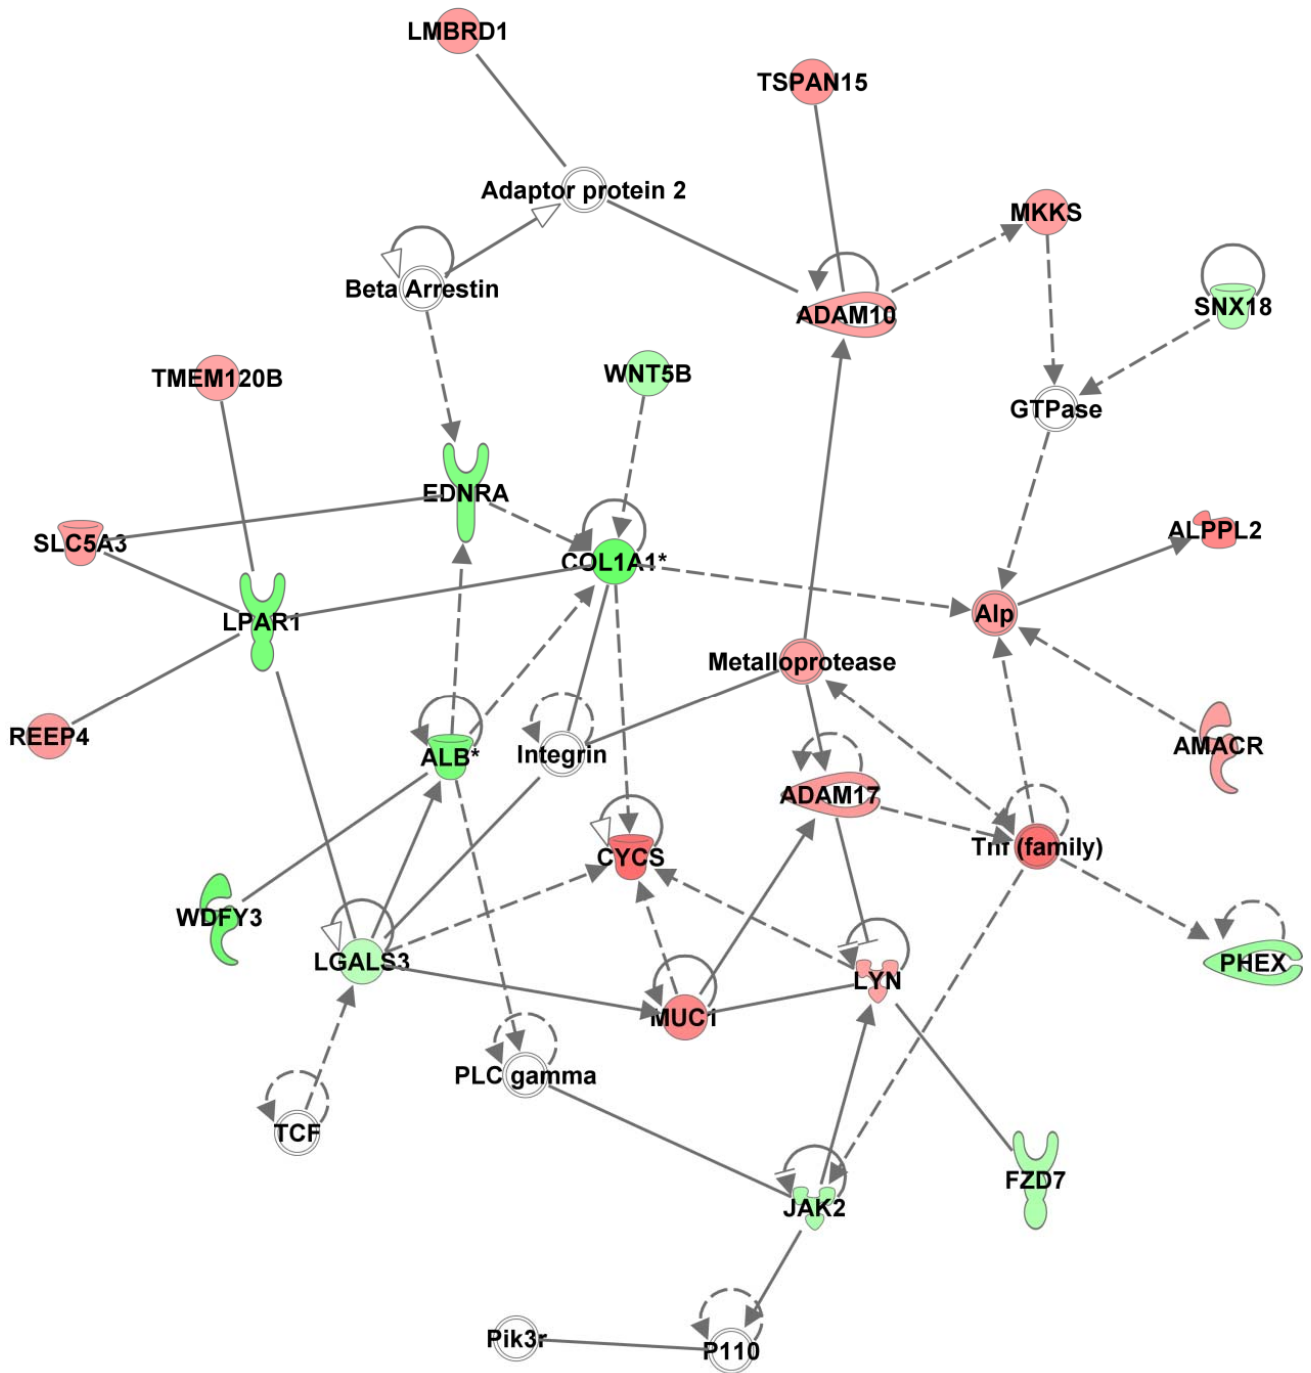 LMBRD1
TSPAN15
Adaptor protein 2
MKKS
Beta Arrestin
SNX18
ADAM10
WNT5B
TMEM120B
GTPase
EDNRA
ALPPL2
SLC5A3
COL1A1*
Alp
LPAR1
Metalloprotease
REEP4
AMACR
ALB*
Integrin
ADAM17
Tnf (family)
CYCS
WDFY3
LGALS3
PHEX
LYN
MUC1
PLC gamma
TCF
FZD7
JAK2
Pik3r
P110